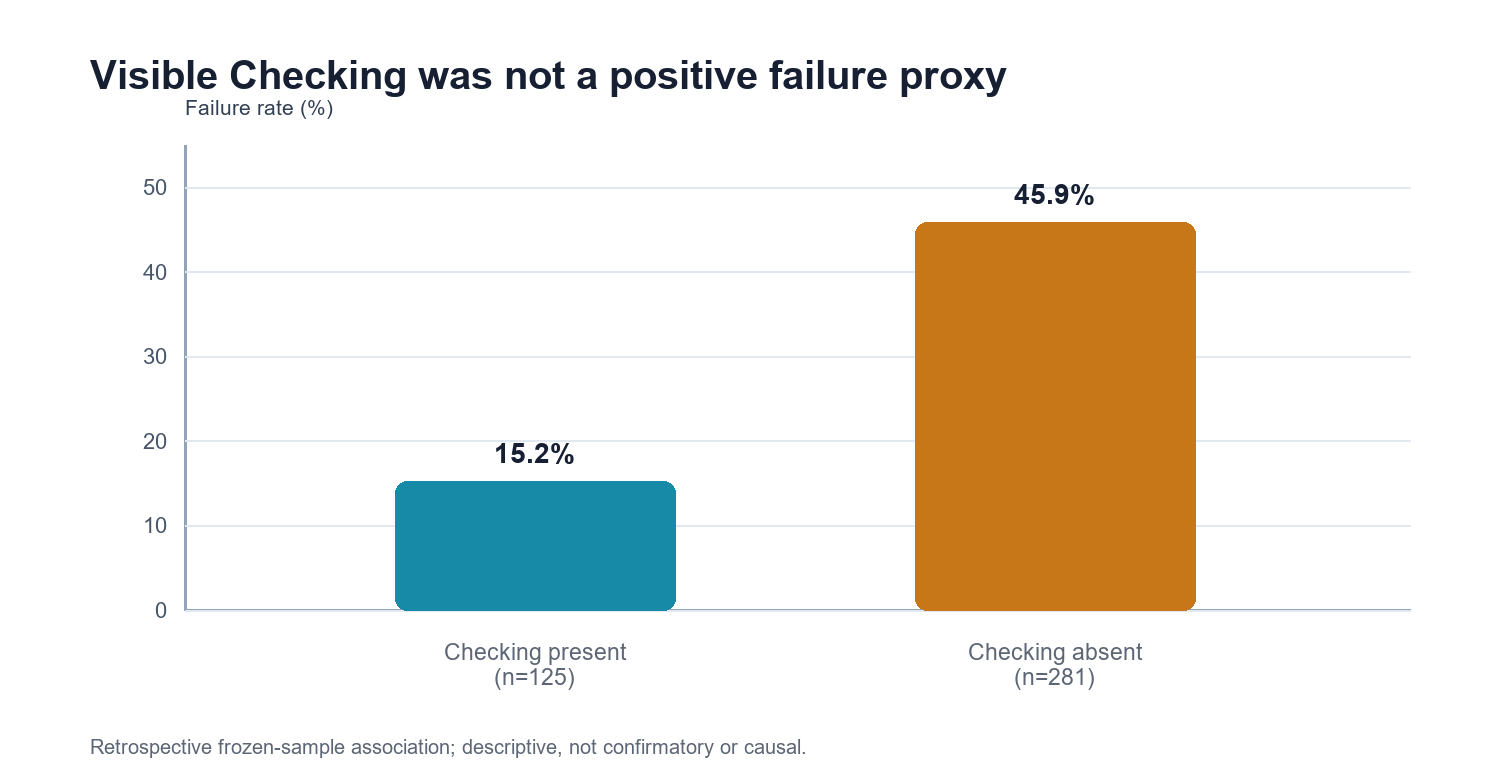 Visible Checking was not a positive failure proxy
Failure rate (%)
50
45.9%
40
30
20
15.2%
10
0
Checking present
(n=125)
Checking absent
(n=281)
Retrospective frozen-sample association; descriptive, not confirmatory or causal.